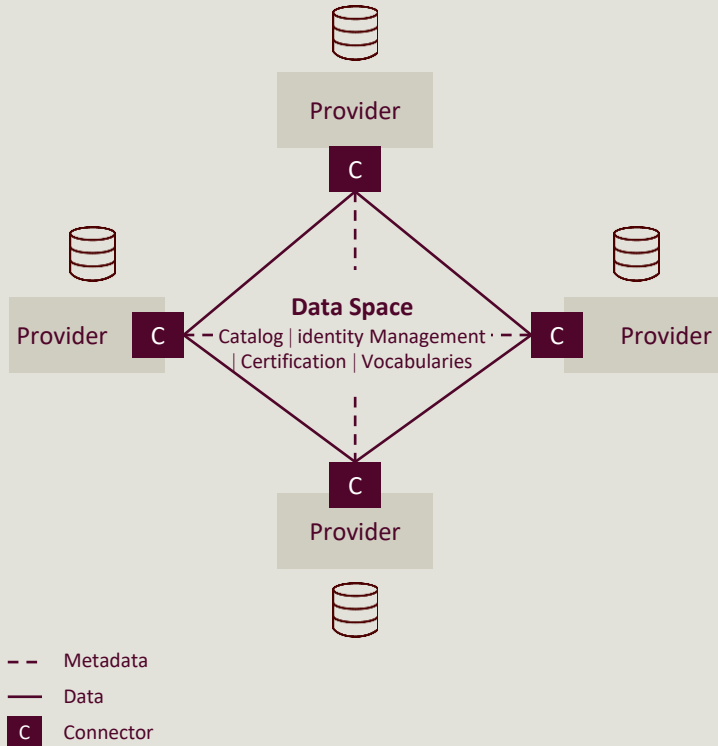 Provider
C
Data Space
Provider
C
Catalog | identity Management
C
Provider
| Certification | Vocabularies
C
Provider
Metadata
Data
C
Connector